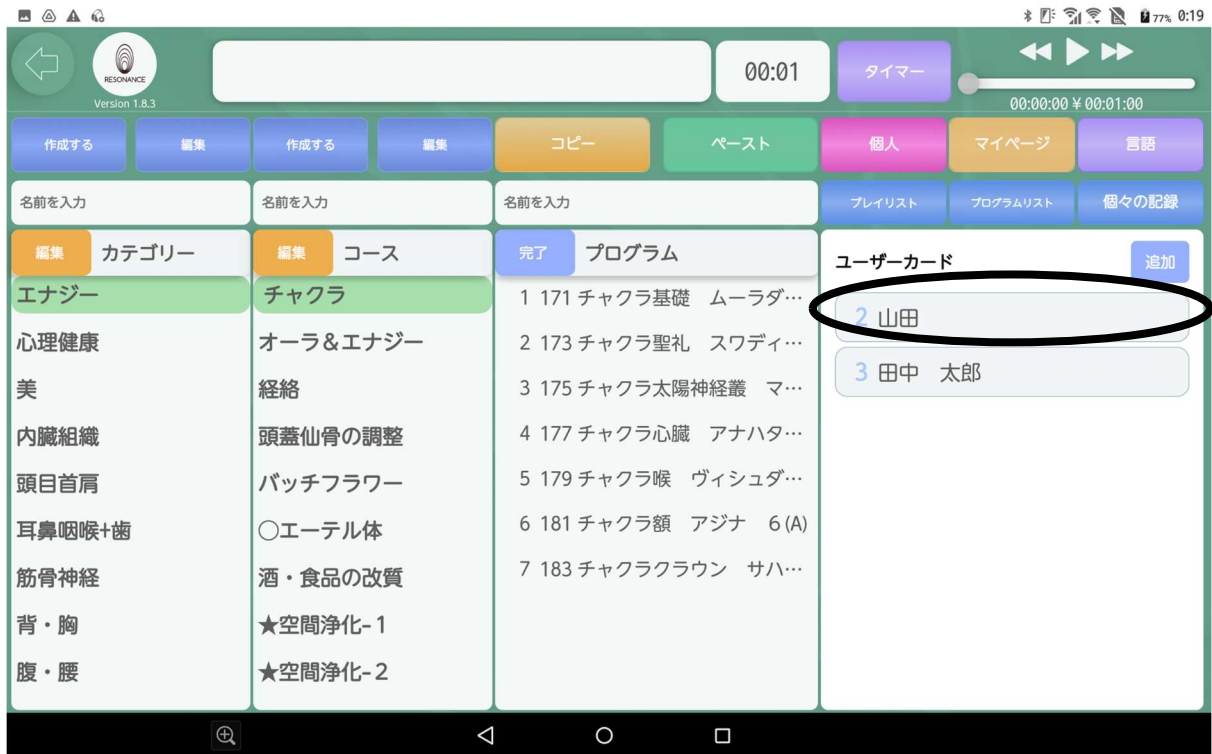 77% 0:19
RESONANCE
Version 1.8.3
00:01
タイマー
00:00:00 ¥ 00:01:00
作成する 編集 作成する 編集 コピー ペースト 個人 マイページ 言語
名前を入力 名前を入力 名前を入力 プレイリスト プログラムリスト 個々の記録
編集 カテゴリー
エナジー
心理健康
美
内臓組織
頭目首肩
耳鼻咽喉+歯
筋骨神経
背・胸
腹・腰
編集 コース
チャクラ
オーラ&エナジー
経絡
頭蓋仙骨の調整
バッチフラワー
○エーテル体
酒・食品の改質
★空間浄化-1
★空間浄化-2
完了 プログラム
1 171 チャクラ基礎 ムーラダ…
2 173 チャクラ聖礼 スワディ…
3 175 チャクラ太陽神経叢 マ…
4 177 チャクラ心臓 アナハタ…
5 179 チャクラ喉 ヴィシュダ…
6 181 チャクラ額 アジナ 6(A)
7 183 チャクラクラウン サハ…
ユーザーカード 追加
2 山田
3 田中 太郎